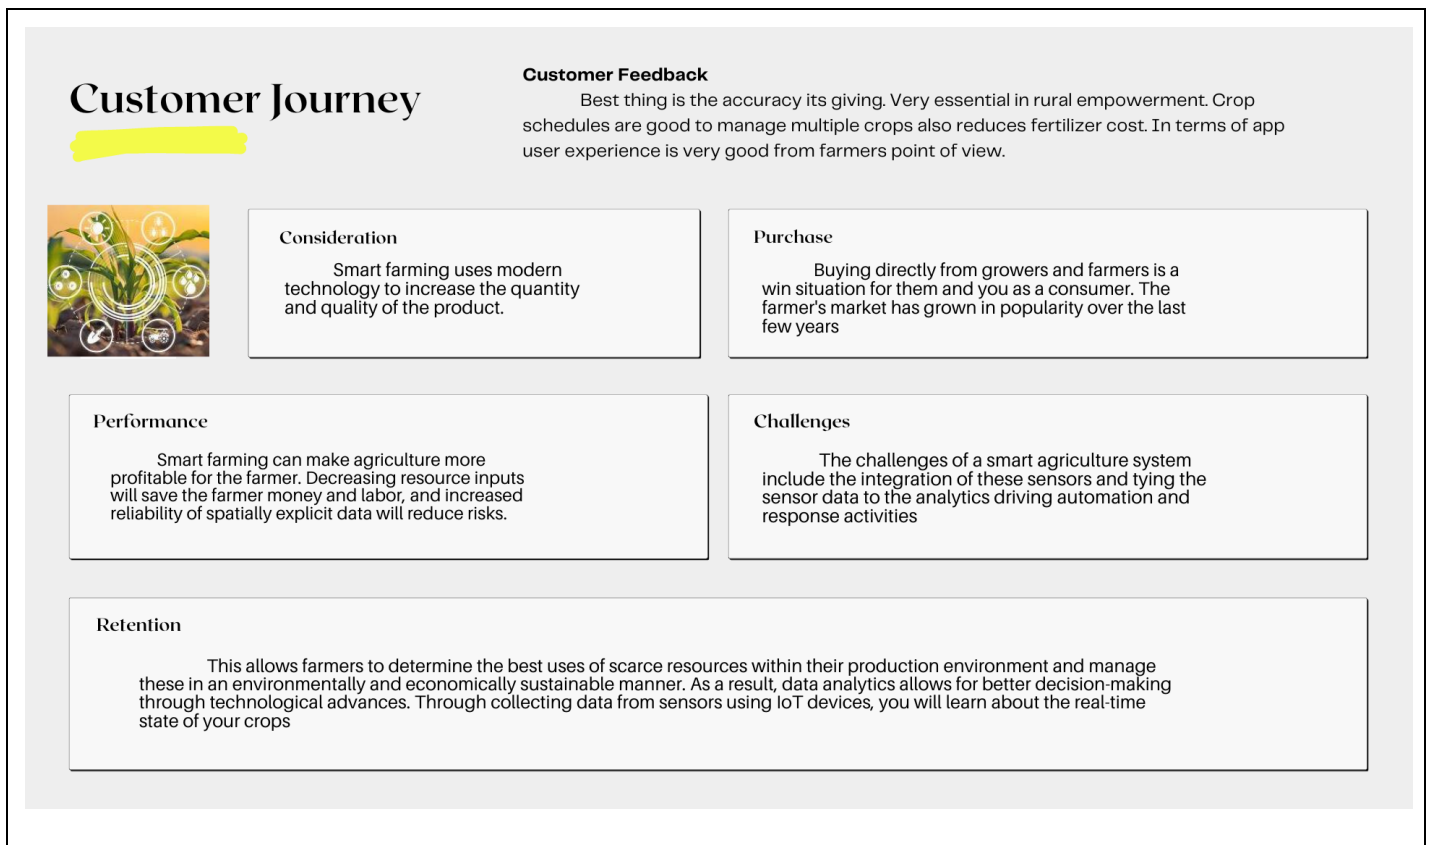 Customer Journey
Customer Feedback
Best thing is the accuracy its giving. Very essential in rural empowerment. Crop
schedules are good to manage multiple crops also reduces fertilizer cost. In terms of app
user experience is very good from farmers point of view.
Consideration
Smart farming uses modern
technology to increase the quantity
and quality of the product.
Purchase
Buying directly from growers and farmers is a
win situation for them and you as a consumer. The
farmer's market has grown in popularity over the last
few years
Performance
Smart farming can make agriculture more
profitable for the farmer. Decreasing resource inputs
will save the farmer money and labor, and increased
reliability of spatially explicit data will reduce risks.
Challenges
The challenges of a smart agriculture system
include the integration of these sensors and tying the
sensor data to the analytics driving automation and
response activities
Retention
This allows farmers to determine the best uses of scarce resources within their production environment and manage
these in an environmentally and economically sustainable manner. As a result, data analytics allows for better decision-making
through technological advances. Through collecting data from sensors using IoT devices, you will learn about the real-time
state of your crops